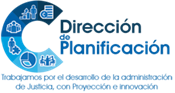 Dirección
de
Planificación
Trabajamos por el desarrollo de la administración
de Justicia, con Proyección e innovación